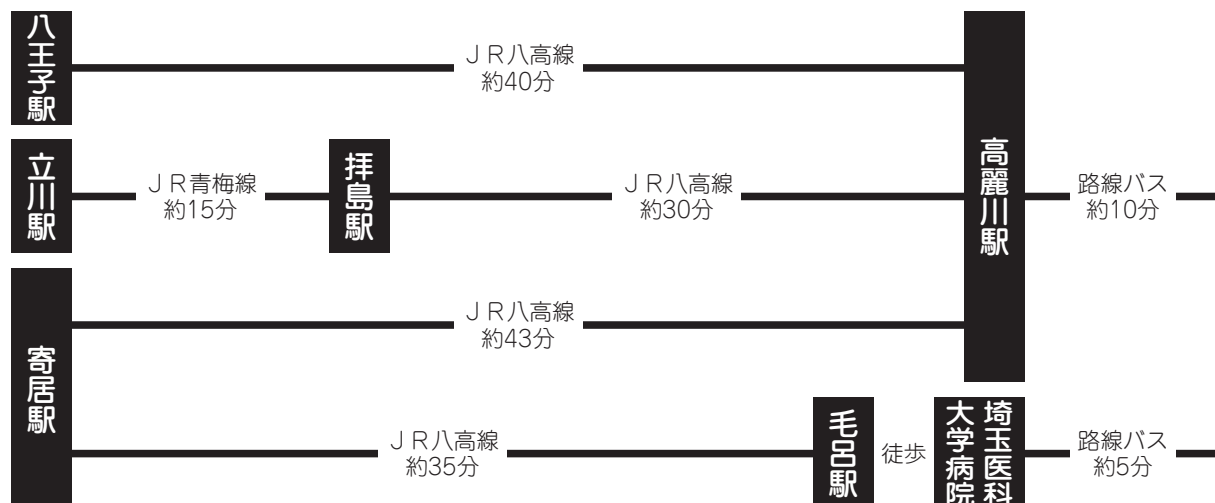 八王子駅
ＪＲ八高線
約40分
立川駅
ＪＲ青梅線
約15分
拝島駅
ＪＲ八高線
約30分
高麗川駅
路線バス
約10分
寄居駅
ＪＲ八高線
約43分
ＪＲ八高線
約35分
毛呂駅
徒歩
埼玉医科
大学病院
路線バス
約5分